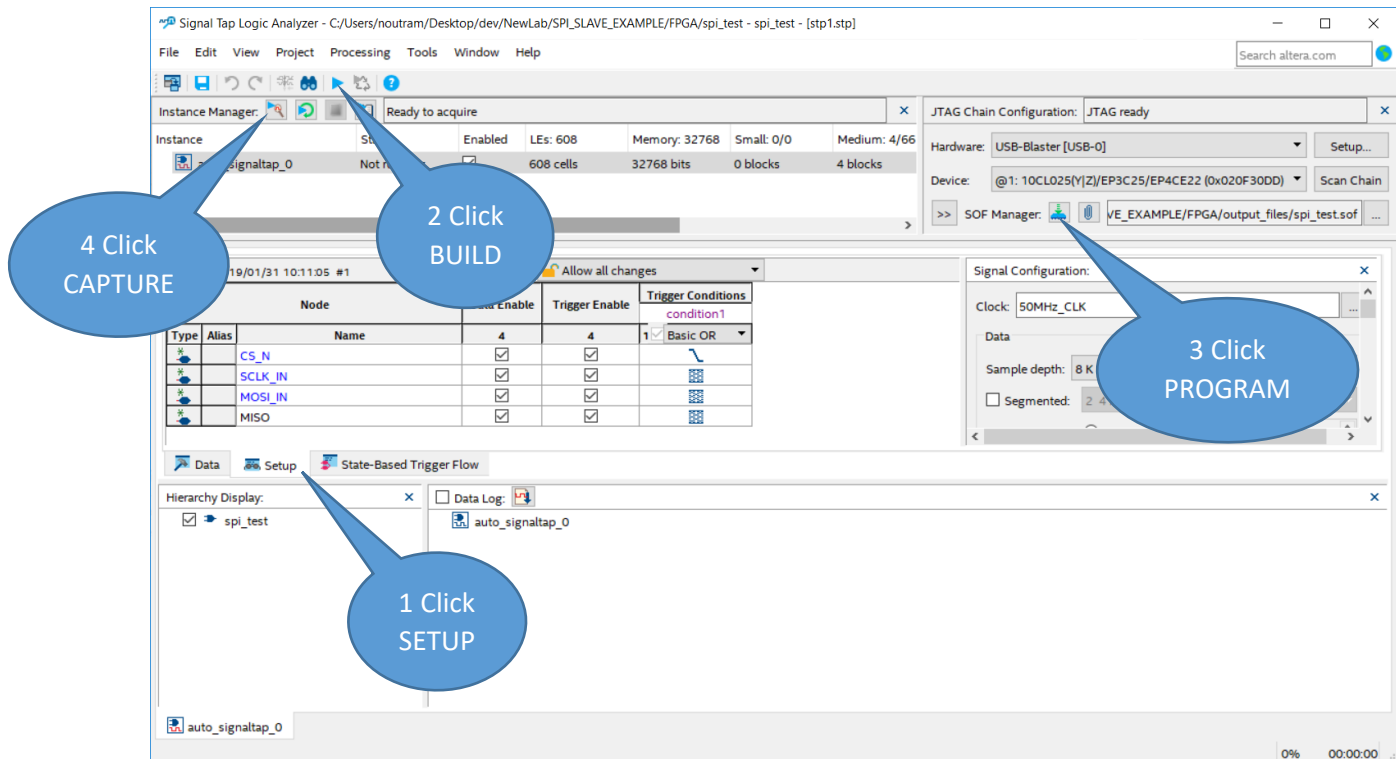 Signal Tap Logic Analyzer - C:/Users/noutram/Desktop/dev/NewLab/SPI_SLAVE_EXAMPLE/FPGA/spi_test - spi_test - [stp1.stp]
File Edit View Project Processing Tools Window Help
Search altera.com
Instance Manager: Ready to acquire
JTAG Chain Configuration: JTAG ready
Instance Enabled LEs: 608 Memory: 32768 Small: 0/0 Medium: 4/66
608 cells 32768 bits 0 blocks 4 blocks
Hardware: USB-Blaster [USB-0] Setup...
Device: @1: 10CL025(Y|Z)/EP3C25/EP4CE22 (0x020F30DD) Scan Chain
>> SOF Manager: VE_EXAMPLE/FPGA/output_files/spi_test.sof ...
4 Click
CAPTURE
2 Click
BUILD
3 Click
PROGRAM
1 Click
SETUP
19/01/31 10:11:05 #1 Allow all changes
Node Enable Trigger Enable Trigger Conditions
condition1
Type Alias Name 4 4 1 Basic OR
CS_N
SCLK_IN
MOSI_IN
MISO
Signal Configuration:
Clock: 50MHz_CLK ...
Data
Sample depth: 8 K
Segmented: 2 4
Data Setup State-Based Trigger Flow
Hierarchy Display:
spi_test
Data Log:
auto_signaltap_0
auto_signaltap_0
0% 00:00:00